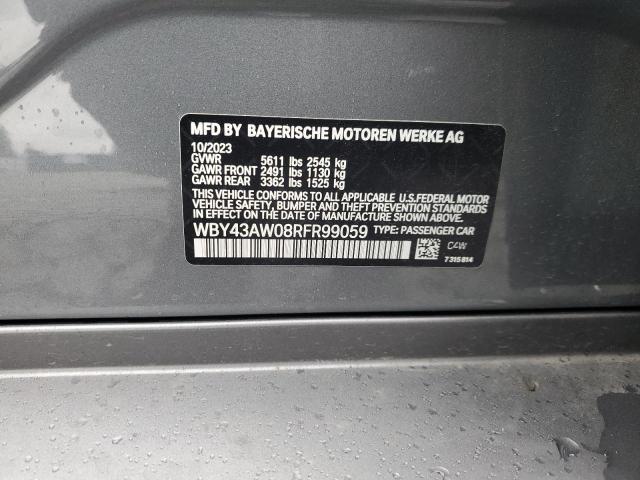 MFD BY BAYERISCHE MOTOREN WERKE AG
10/2023
GVWR 5611 lbs 2545 kg
GAWR FRONT 2491 lbs 1130 kg
GAWR REAR 3362 lbs 1525 kg
THIS VEHICLE CONFORMS TO ALL APPLICABLE U.S.FEDERAL MOTOR
VEHICLE SAFETY, BUMPER AND THEFT PREVENTION STANDARDS IN
EFFECT ON THE DATE OF MANUFACTURE SHOWN ABOVE.
WBY43AW08RFR99059 TYPE: PASSENGER CAR
C4W
7315814